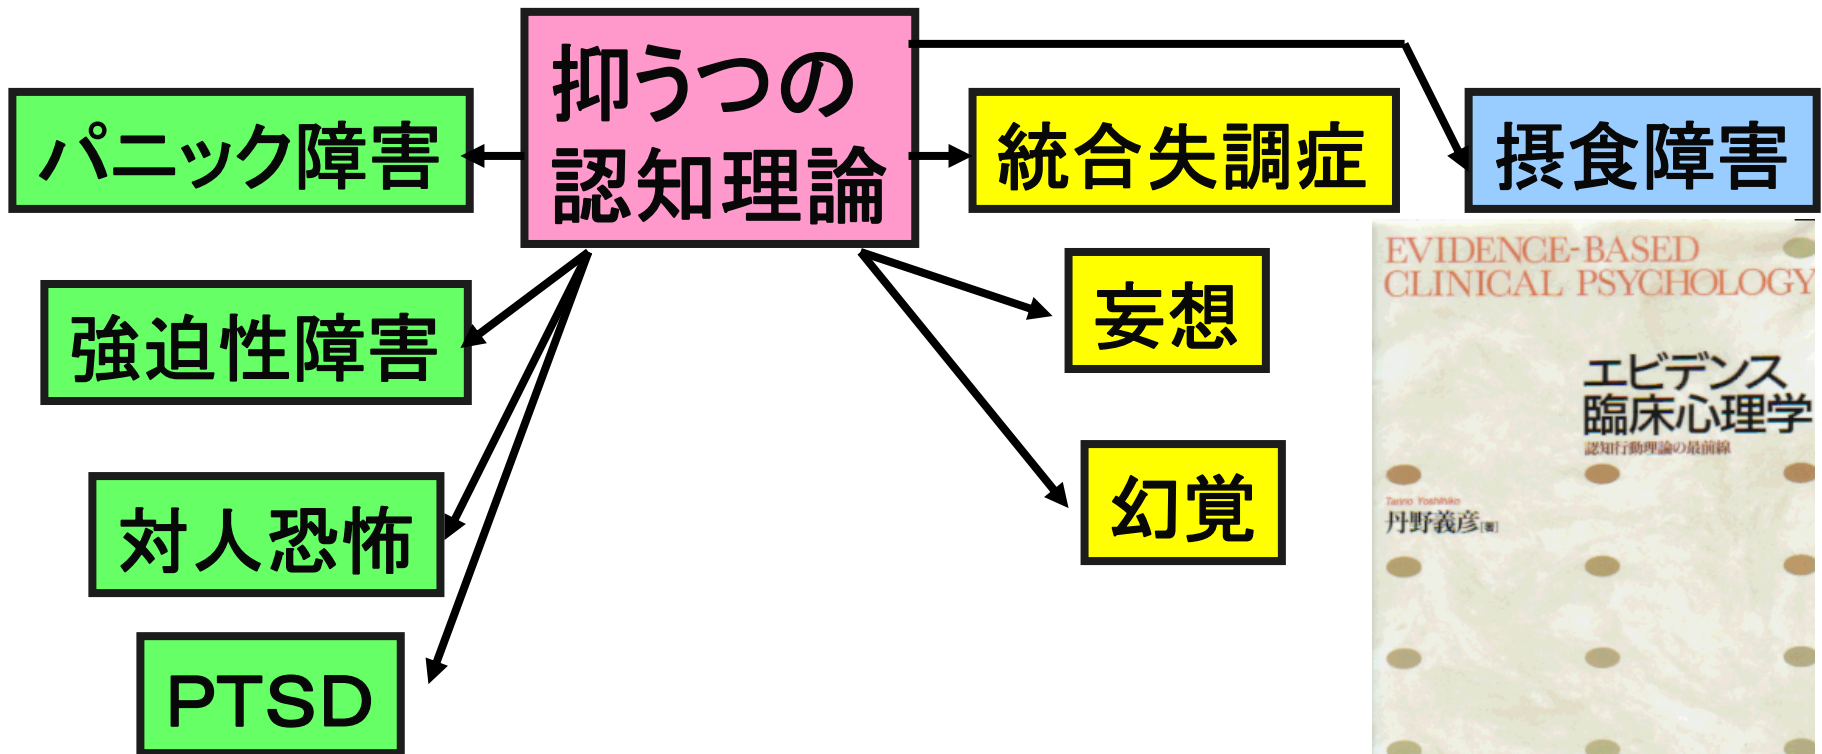 抑うつの
認知理論
パニック障害
統合失調症
摂食障害
強迫性障害
妄想
対人恐怖
幻覚
PTSD
EVIDENCE-BASED
CLINICAL PSYCHOLOGY
エビデンス
臨床心理学
認知行動理論の最前線
Tanno Yoshihiko
丹野義彦[著]